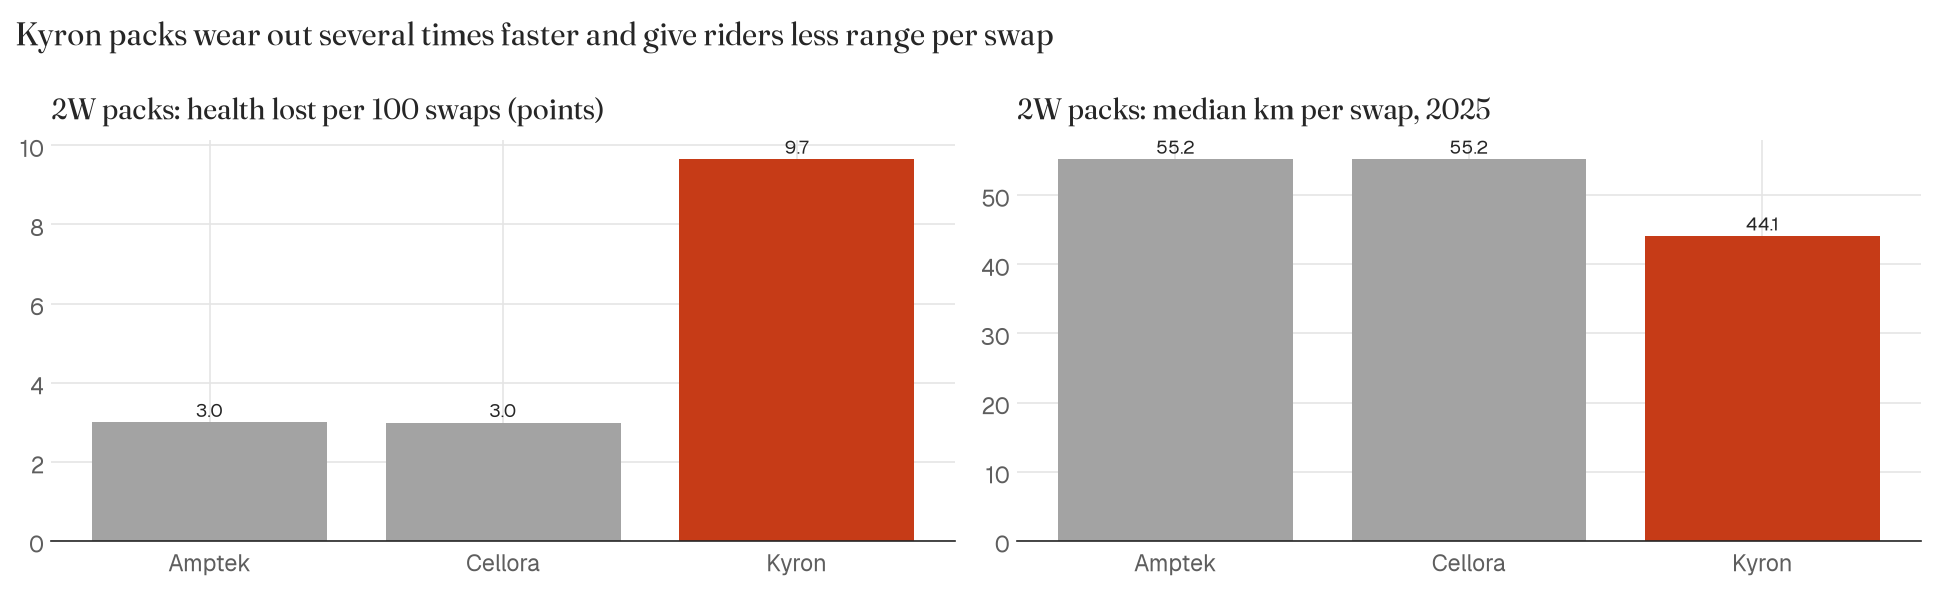 Kyron packs wear out several times faster and give riders less range per swap
2W packs: health lost per 100 swaps (points)
10
8
6
4
2
0
3.0
3.0
9.7
Amptek
Cellora
Kyron
2W packs: median km per swap, 2025
50
40
30
20
10
0
55.2
55.2
44.1
Amptek
Cellora
Kyron